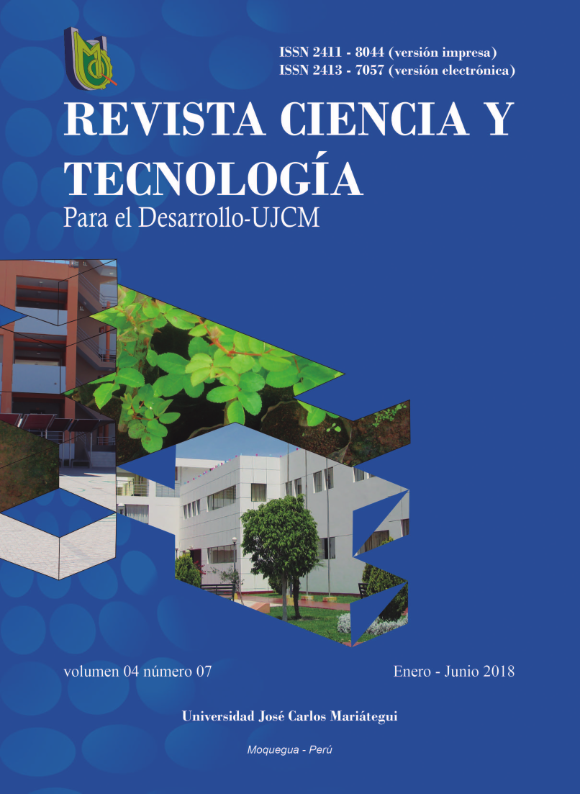 ISSN 2411 - 8044 (versión impresa)
ISSN 2413 - 7057 (versión electrónica)
REVISTA CIENCIA Y
TECNOLOGÍA
Para el Desarrollo-UJCM
volumen 04 número 07
Enero - Junio 2018
Universidad José Carlos Mariátegui
Moquegua - Perú